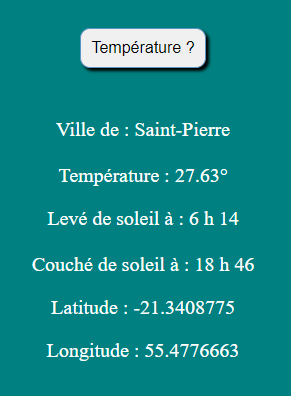 Température ?
Ville de : Saint-Pierre
Température : 27.63°
Levé de soleil à : 6 h 14
Couché de soleil à : 18 h 46
Latitude : -21.3408775
Longitude : 55.4776663